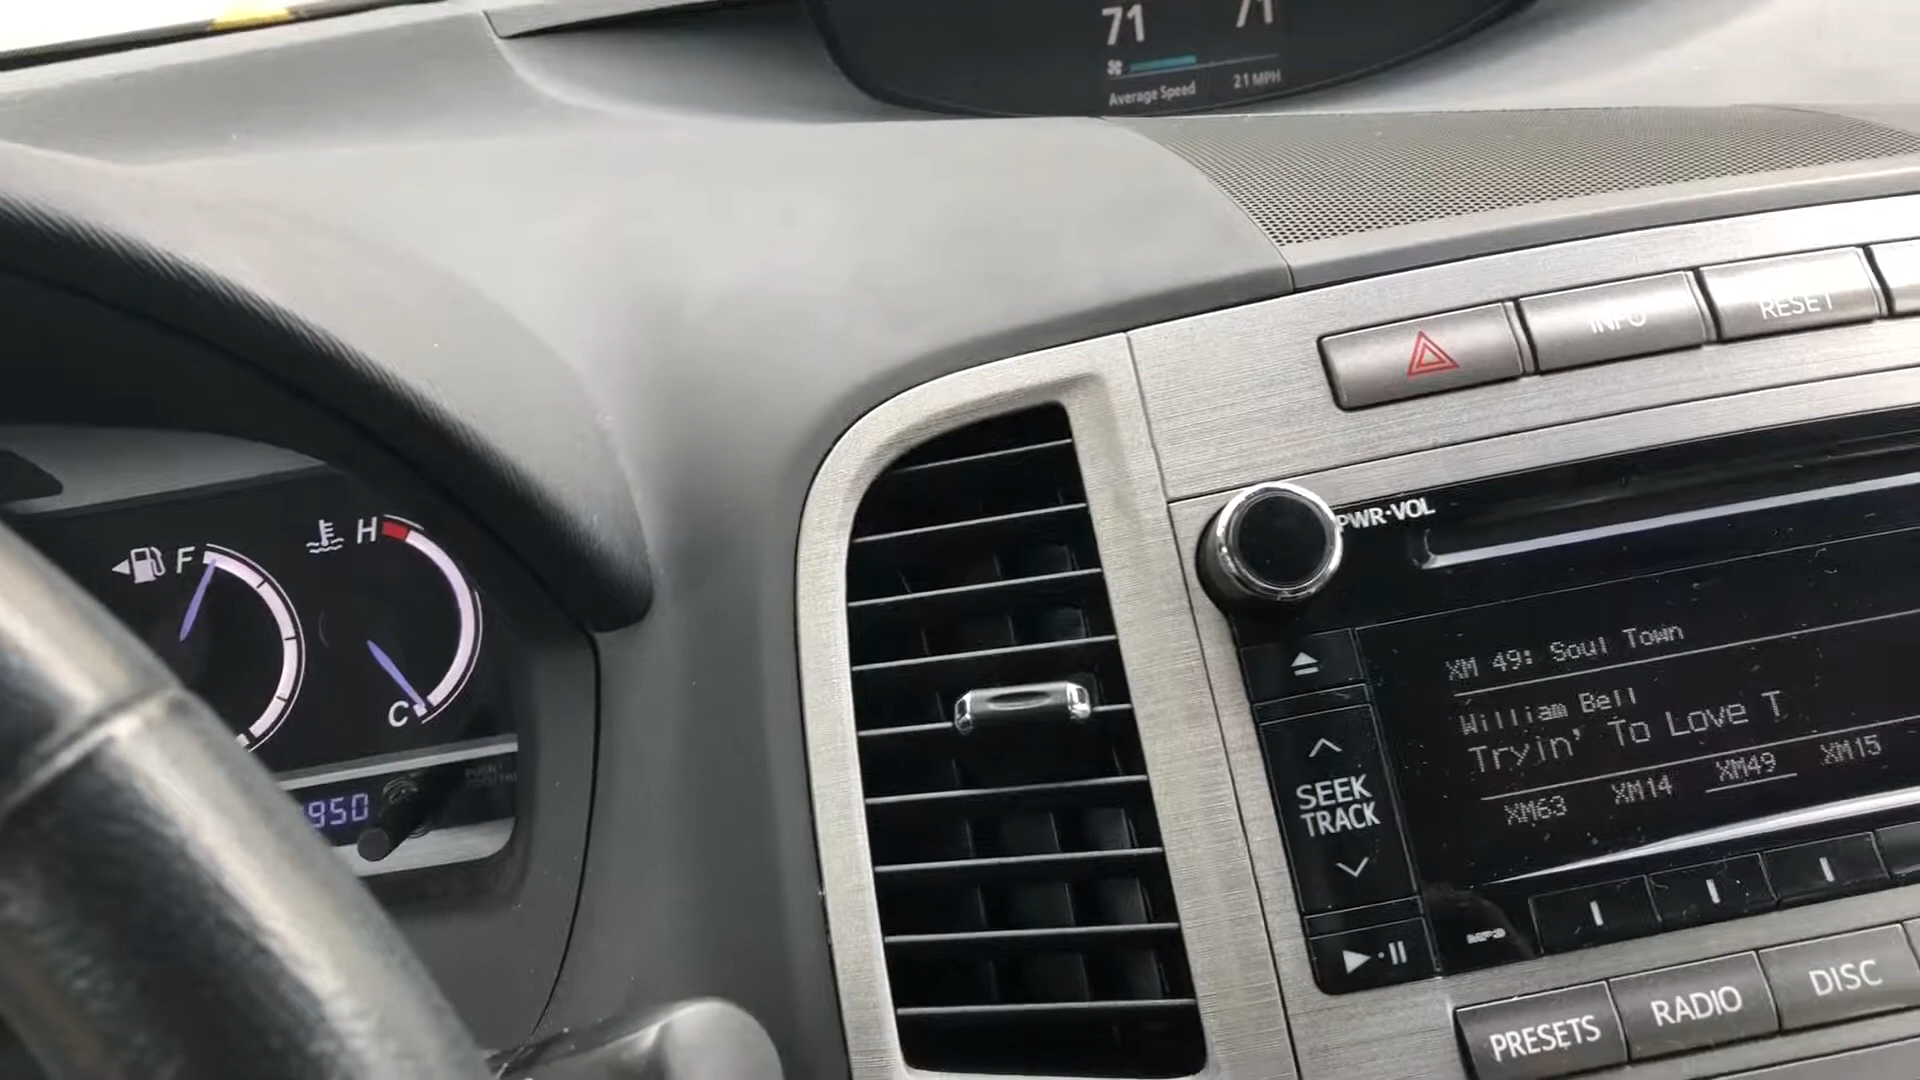 71 71
Average Speed 21 MPH
INFO RESET
PWR·VOL
F
H
C
950
XM 49: Soul Town
William Bell
Tryin' To Love T
XM63 XM14 XM49 XM15
SEEK
TRACK
MP3
PRESETS RADIO DISC